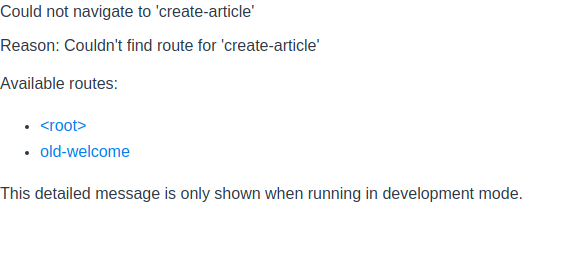 Could not navigate to 'create-article'
Reason: Couldn't find route for 'create-article'
Available routes:
<root>
old-welcome
This detailed message is only shown when running in development mode.